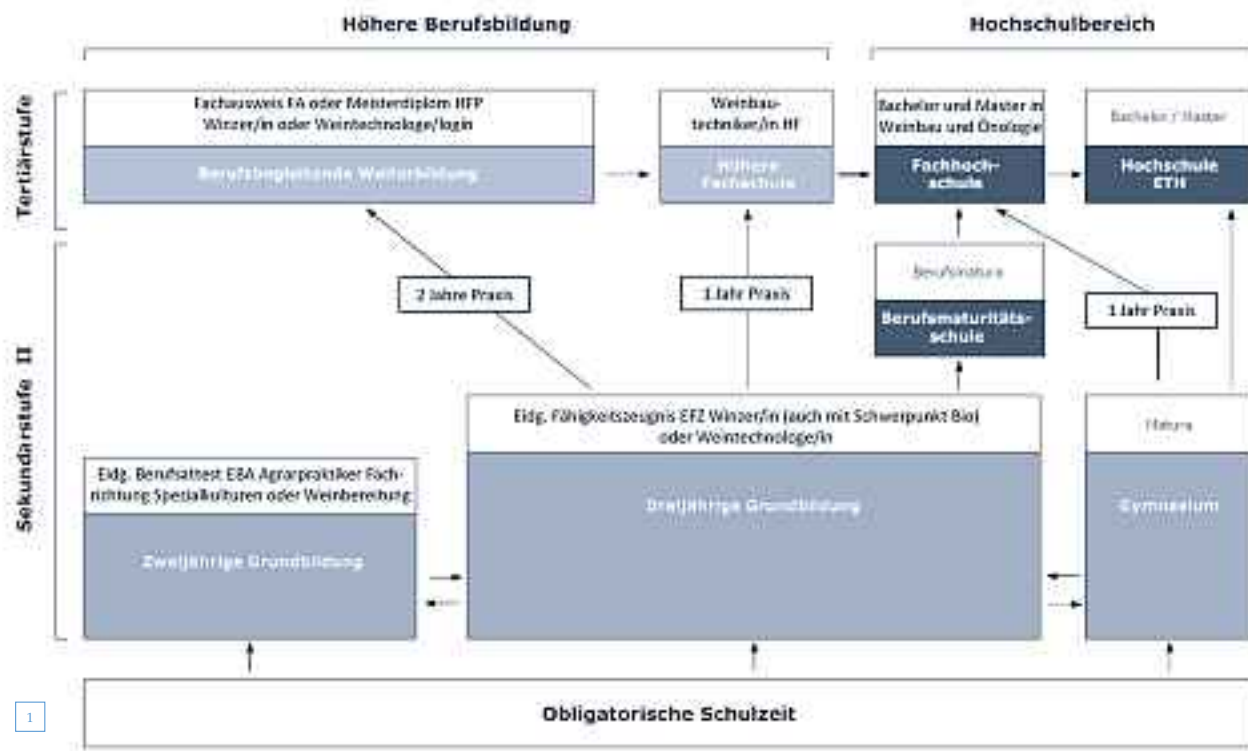 Höhere Berufsbildung
Hochschulbereich
Tertiärstufe
Fachausweis FA oder Meisterdiplom HFP
Winzer/in oder Weintechnologe/login
Berufsbegleitende Weiterbildung
Weinbau-
techniker/in HF
Höhere
Fachschule
Bachelor und Master in
Weinbau und Önologie
Fachhoch-
schule
Bachelor / Master
Hochschule
ETH
2 Jahre Praxis
1 Jahr Praxis
Berufsmatura
Berufsmaturitäts-
schule
1 Jahr Praxis
Sekundarstufe II
Eidg. Berufsattest EBA Agrarpraktiker Fach-
richtung Spezialkulturen oder Weinbereitung
Zweijährige Grundbildung
Eidg. Fähigkeitszeugnis EFZ Winzer/in (auch mit Schwerpunkt Bio)
oder Weintechnologe/in
Dreijährige Grundbildung
Matura
Gymnasium
1
Obligatorische Schulzeit